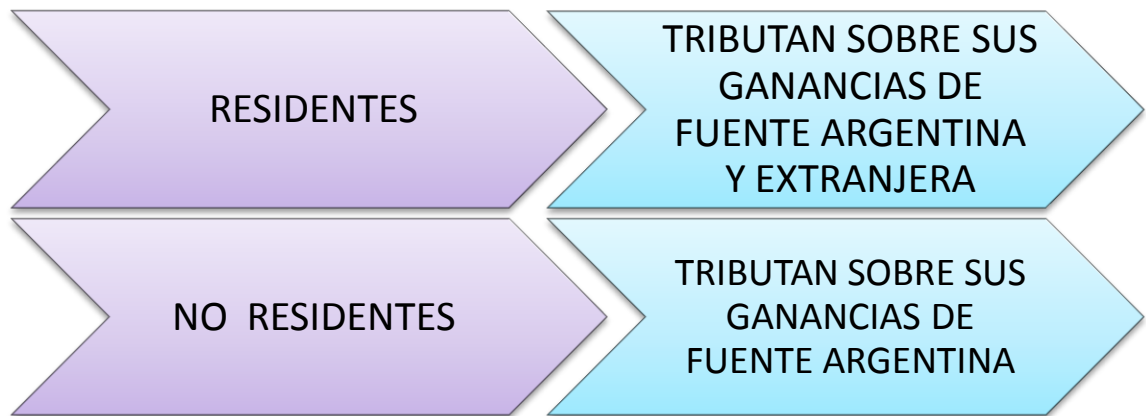 RESIDENTES
TRIBUTAN SOBRE SUS
GANANCIAS DE
FUENTE ARGENTINA
Y EXTRANJERA
NO RESIDENTES
TRIBUTAN SOBRE SUS
GANANCIAS DE
FUENTE ARGENTINA